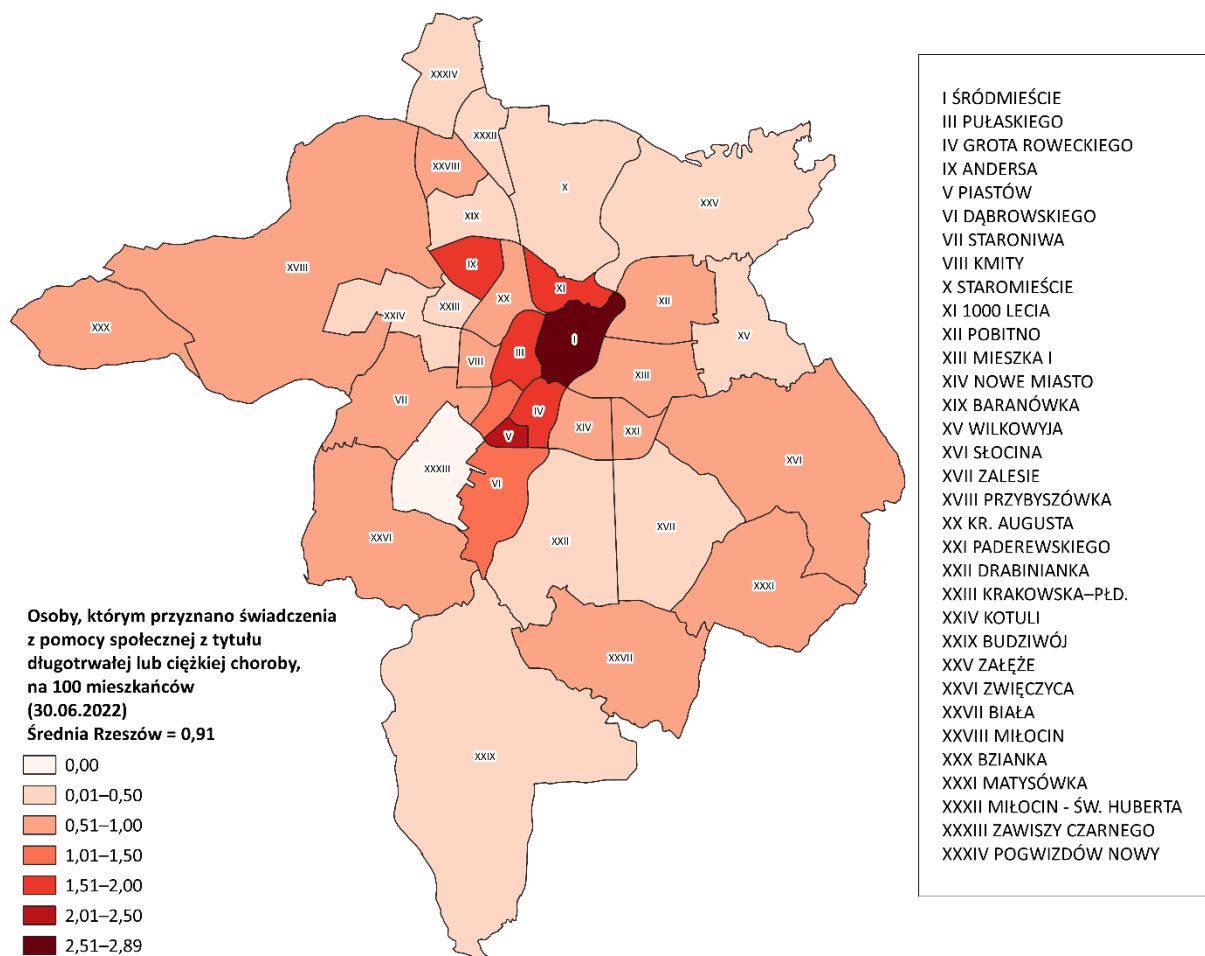 XXXIV
XXXII
XXVIII
X
XXV
XIX
XVIII
IX
XI
XX
XII
XXIII
XXIV
XXX
XV
I
III
VIII
XIII
VII
IV
XIV
XXI
V
XVI
XXXIII
VI
XVII
XXVI
XXII
XXXI
XXVII
XXIX
Osoby, którym przyznano świadczenia
z pomocy społecznej z tytułu
długotrwałej lub ciężkiej choroby,
na 100 mieszkańców
(30.06.2022)
Średnia Rzeszów = 0,91
0,00
0,01–0,50
0,51–1,00
1,01–1,50
1,51–2,00
2,01–2,50
2,51–2,89
I ŚRÓDMIEŚCIE
III PUŁASKIEGO
IV GROTA ROWECKIEGO
IX ANDERSA
V PIASTÓW
VI DĄBROWSKIEGO
VII STARONIWA
VIII KMITY
X STAROMIEŚCIE
XI 1000 LECIA
XII POBITNO
XIII MIESZKA I
XIV NOWE MIASTO
XIX BARANÓWKA
XV WILKOWYJA
XVI SŁOCINA
XVII ZALESIE
XVIII PRZYBYSZÓWKA
XX KR. AUGUSTA
XXI PADEREWSKIEGO
XXII DRABINIANKA
XXIII KRAKOWSKA–PŁD.
XXIV KOTULI
XXIX BUDZIWÓJ
XXV ZAŁĘŻE
XXVI ZWIĘCZYCA
XXVII BIAŁA
XXVIII MIŁOCIN
XXX BZIANKA
XXXI MATYSÓWKA
XXXII MIŁOCIN - ŚW. HUBERTA
XXXIII ZAWISZY CZARNEGO
XXXIV POGWIZDÓW NOWY